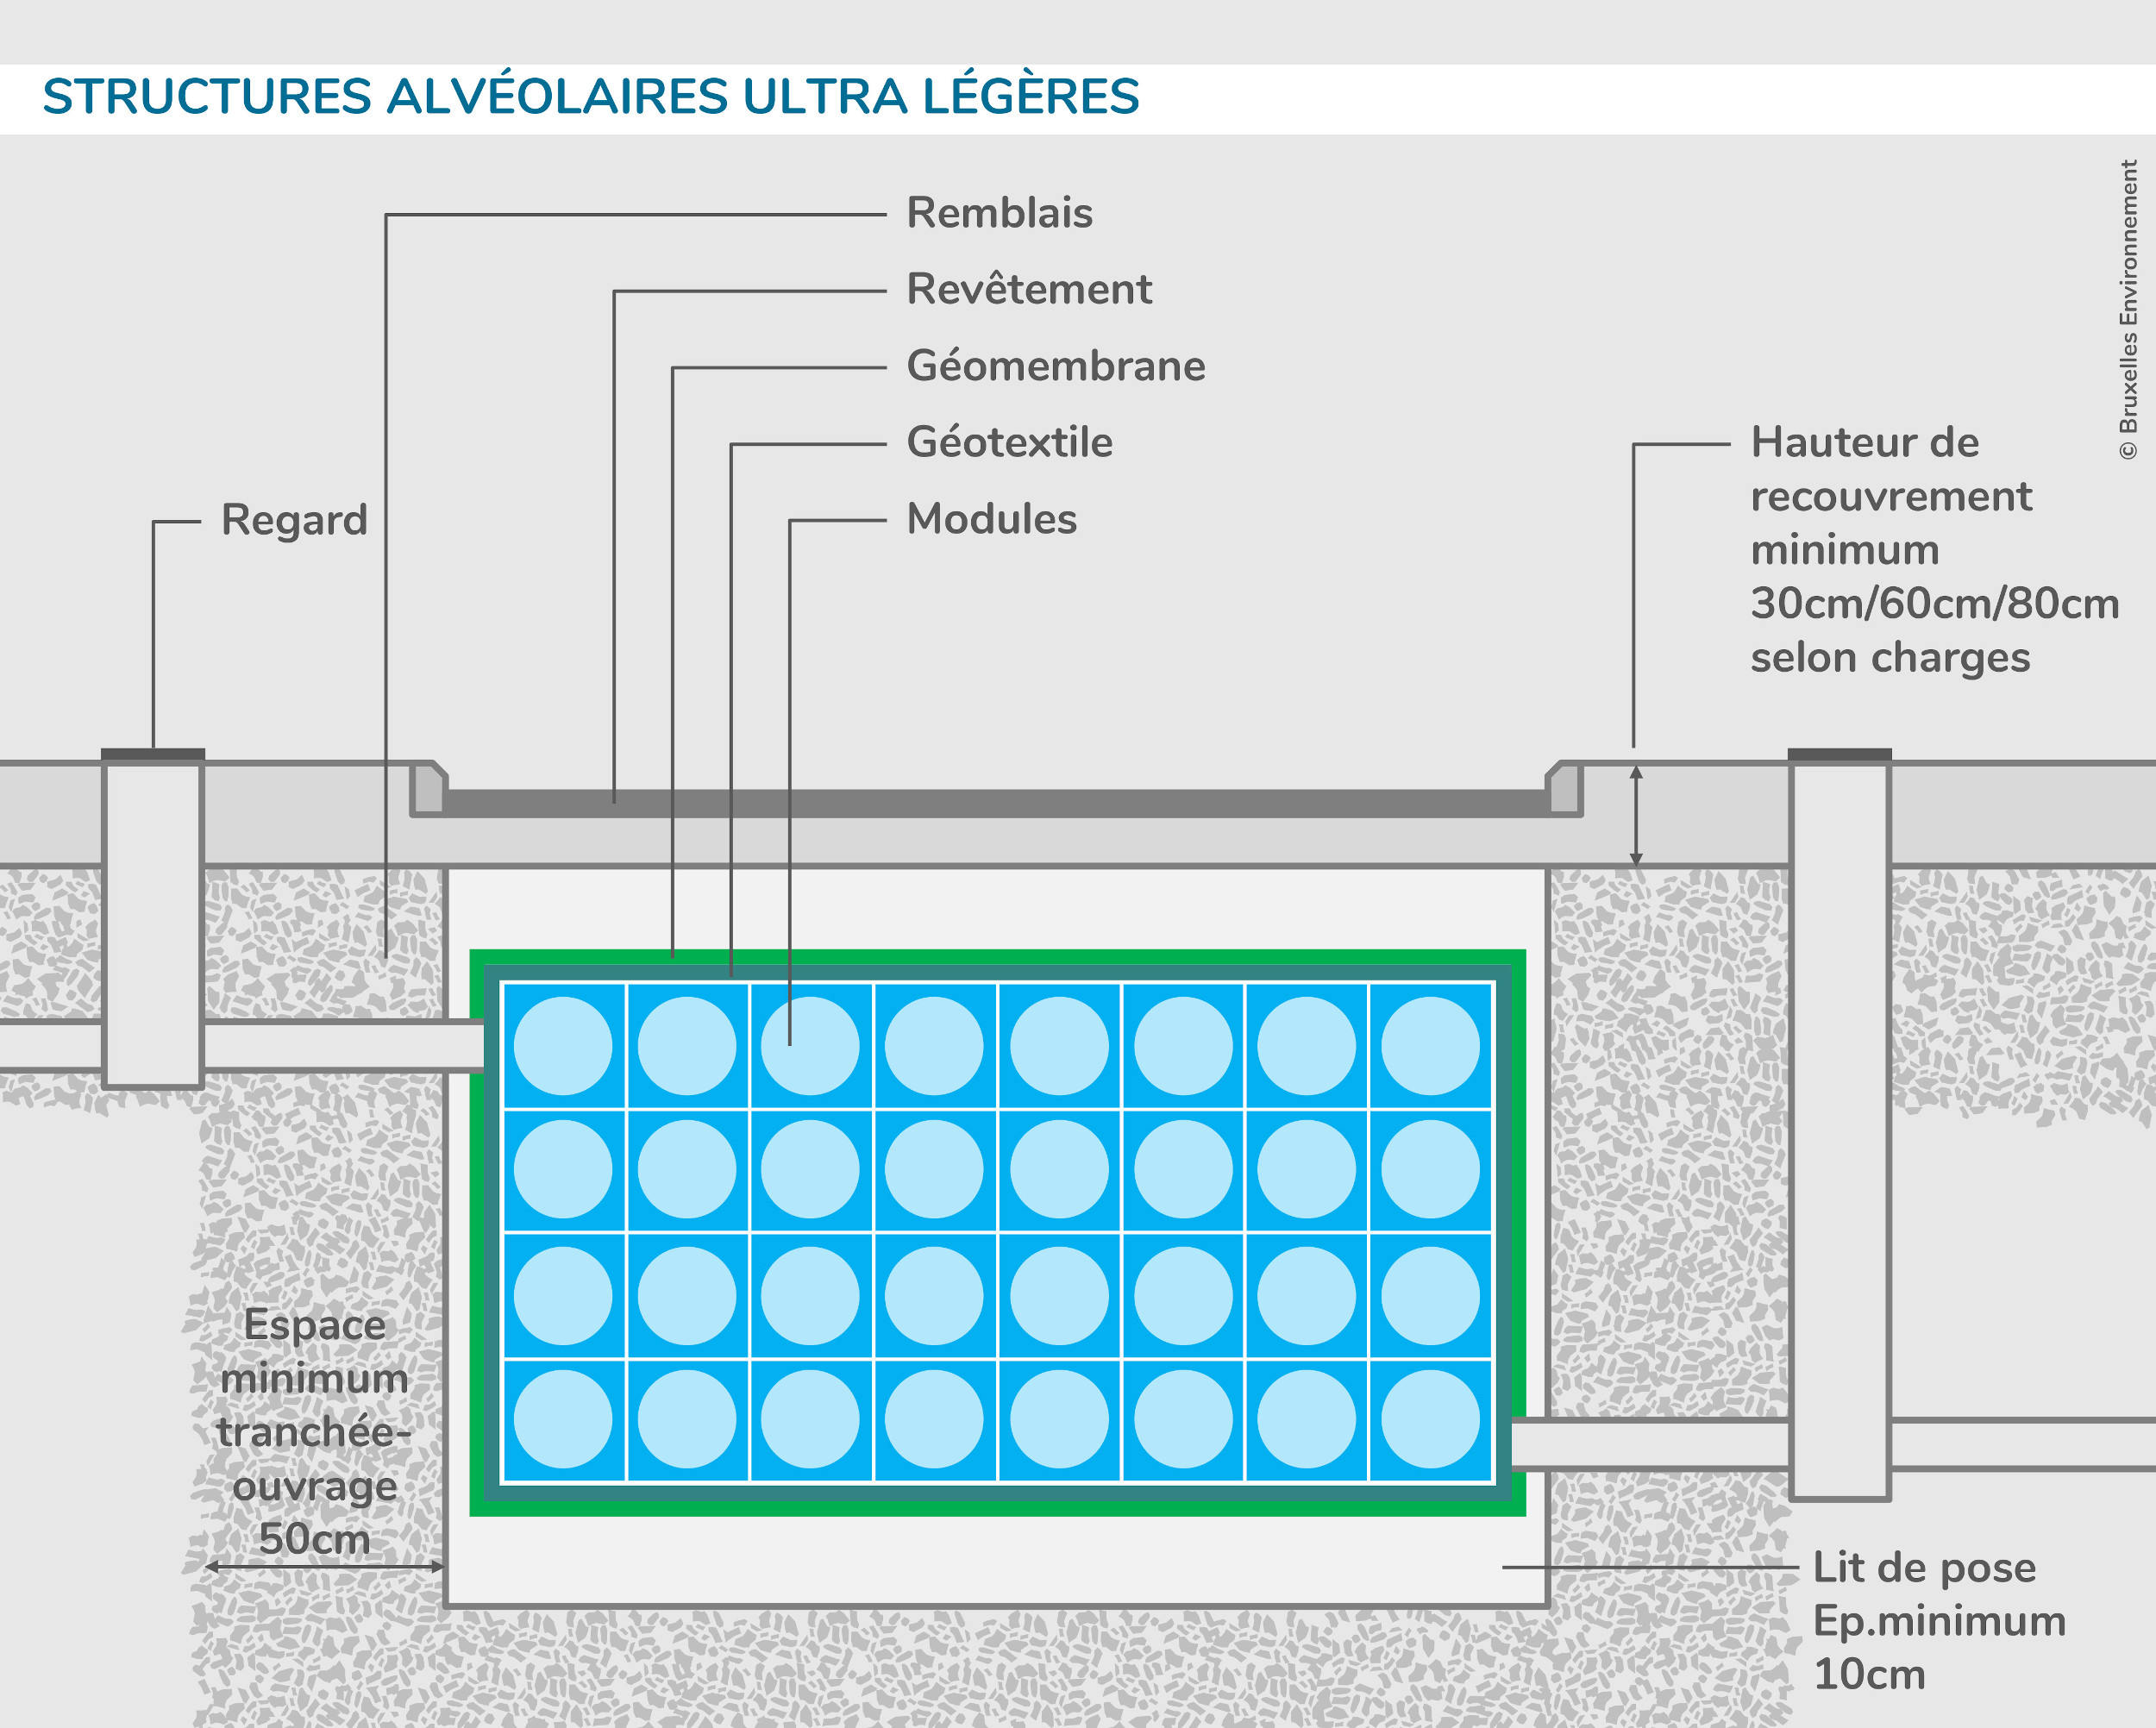 STRUCTURES ALVÉOLAIRES ULTRA LÉGÈRES
© Bruxelles Environnement
Remblais
Revêtement
Géomembrane
Géotextile
Modules
Regard
Hauteur de
recouvrement
minimum
30cm/60cm/80cm
selon charges
Espace
minimum
tranchée-
ouvrage
50cm
Lit de pose
Ep.minimum
10cm